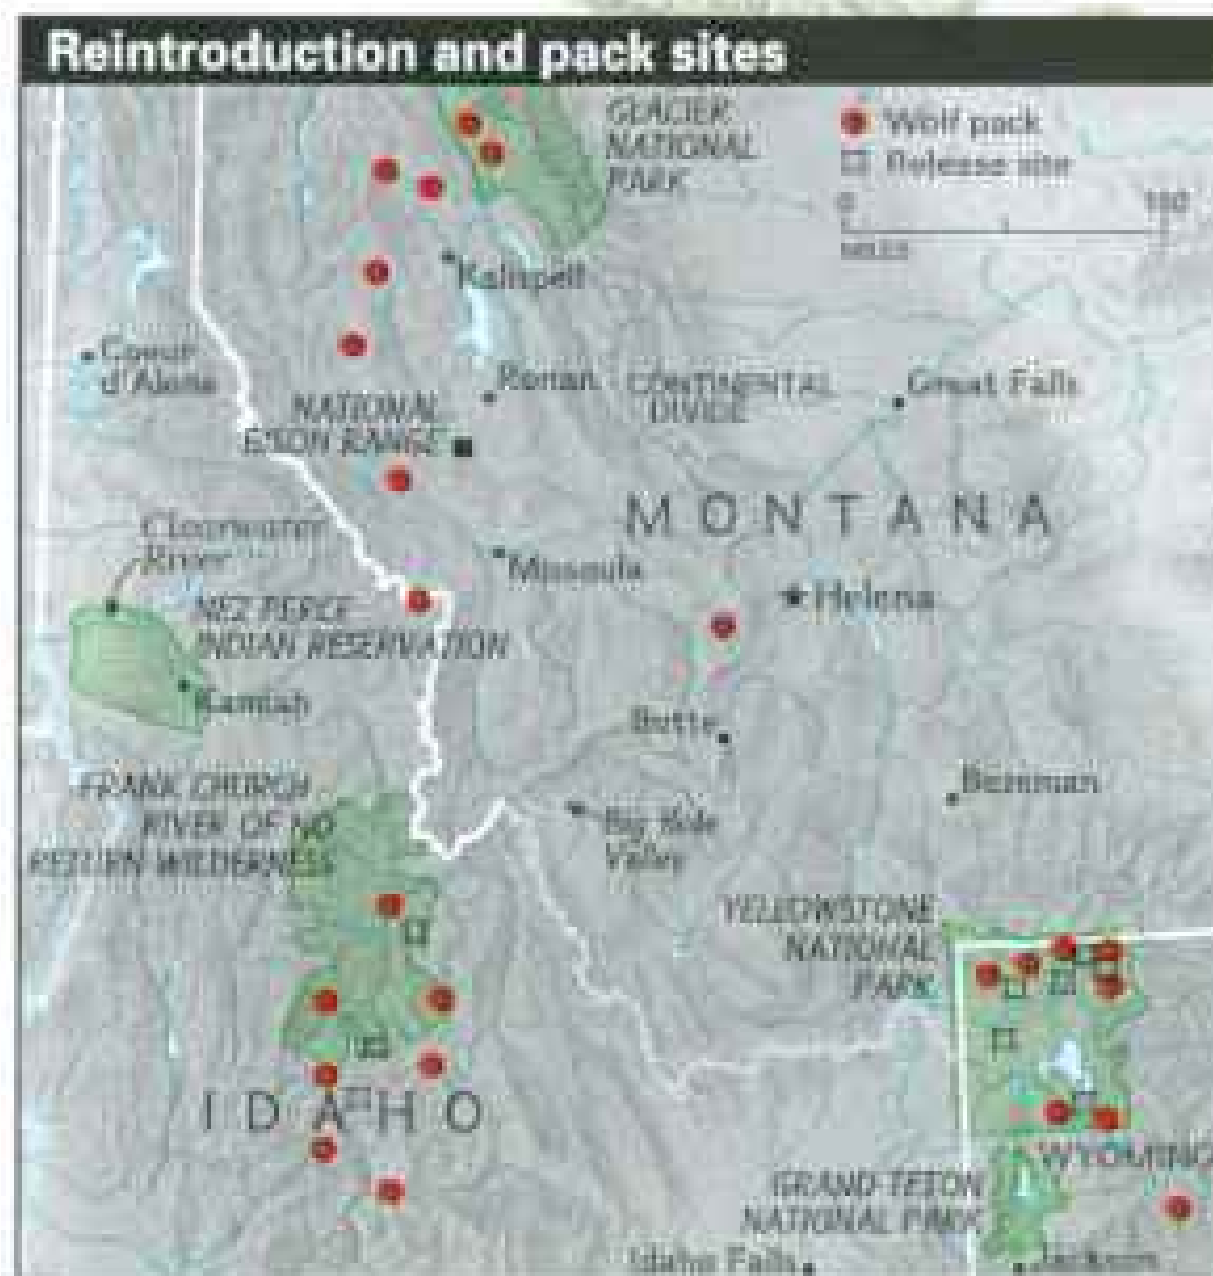 Reintroduction and pack sites
GLACIER
NATIONAL
PARK
Wolf pack
Release site
0 100
MILES
Kalispell
Coeur
d'Alene
Ronan
CONTINENTAL
DIVIDE
Great Falls
NATIONAL
BISON RANGE
MONTANA
Clearwater
River
Missoula
Helena
NEZ PERCE
INDIAN RESERVATION
Kamiah
Butte
Bozeman
FRANK CHURCH
RIVER OF NO
RETURN WILDERNESS
Big Hole
Valley
YELLOWSTONE
NATIONAL
PARK
IDAHO
WYOMING
GRAND TETON
NATIONAL PARK
Idaho Falls
Jackson